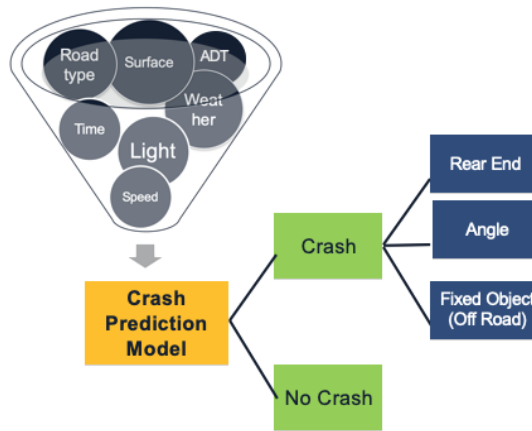 Road
type
Surface
ADT
Weat
her
Time
Light
Speed
Rear End
Crash
Angle
Crash
Prediction
Model
Fixed Object
(Off Road)
No Crash